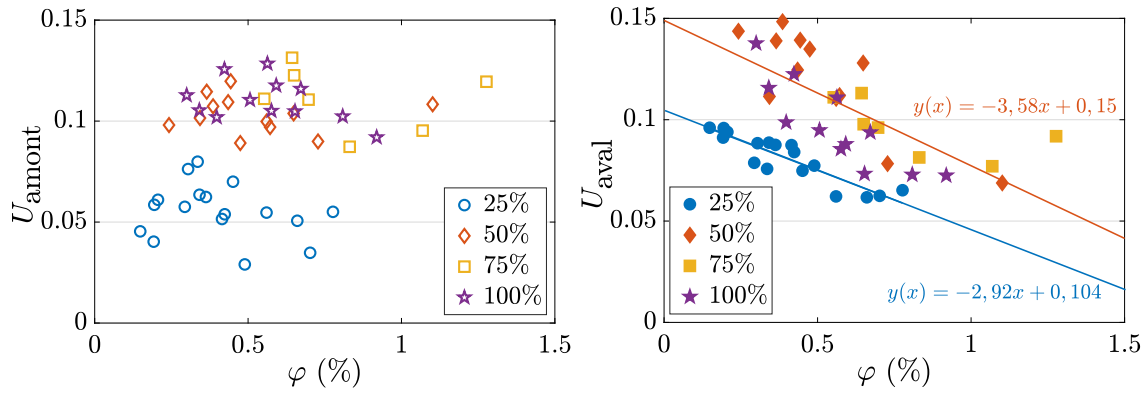 0.15
0.1
0.05
0
U_amont
0 0.5 1 1.5
φ (%)
25%
50%
75%
100%
0.15
0.1
0.05
0
U_aval
0 0.5 1 1.5
φ (%)
y(x) = −3, 58x + 0, 15
y(x) = −2, 92x + 0, 104
25%
50%
75%
100%